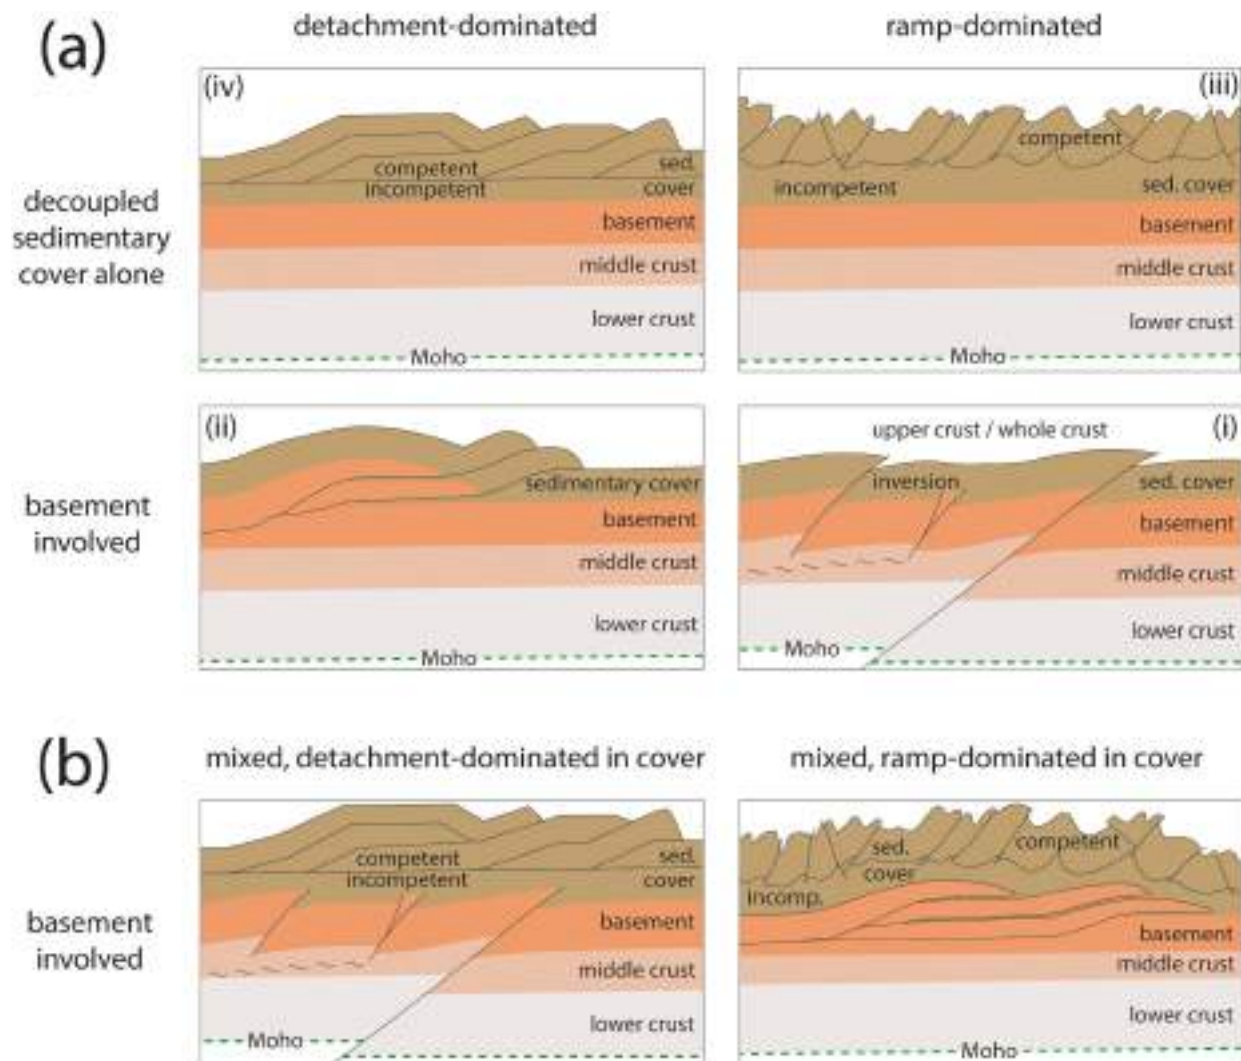 (a)
detachment-dominated
ramp-dominated
decoupled
sedimentary
cover alone
(iv)
competent
incompetent
sed.
cover
basement
middle crust
lower crust
Moho
(iii)
competent
incompetent
sed. cover
basement
middle crust
lower crust
Moho
basement
involved
(ii)
sedimentary cover
basement
middle crust
lower crust
Moho
upper crust / whole crust
(i)
inversion
sed. cover
basement
middle crust
lower crust
Moho
(b)
mixed, detachment-dominated in cover
mixed, ramp-dominated in cover
basement
involved
competent
incompetent
sed.
cover
basement
middle crust
lower crust
Moho
sed.
cover
competent
incomp.
basement
middle crust
lower crust
Moho